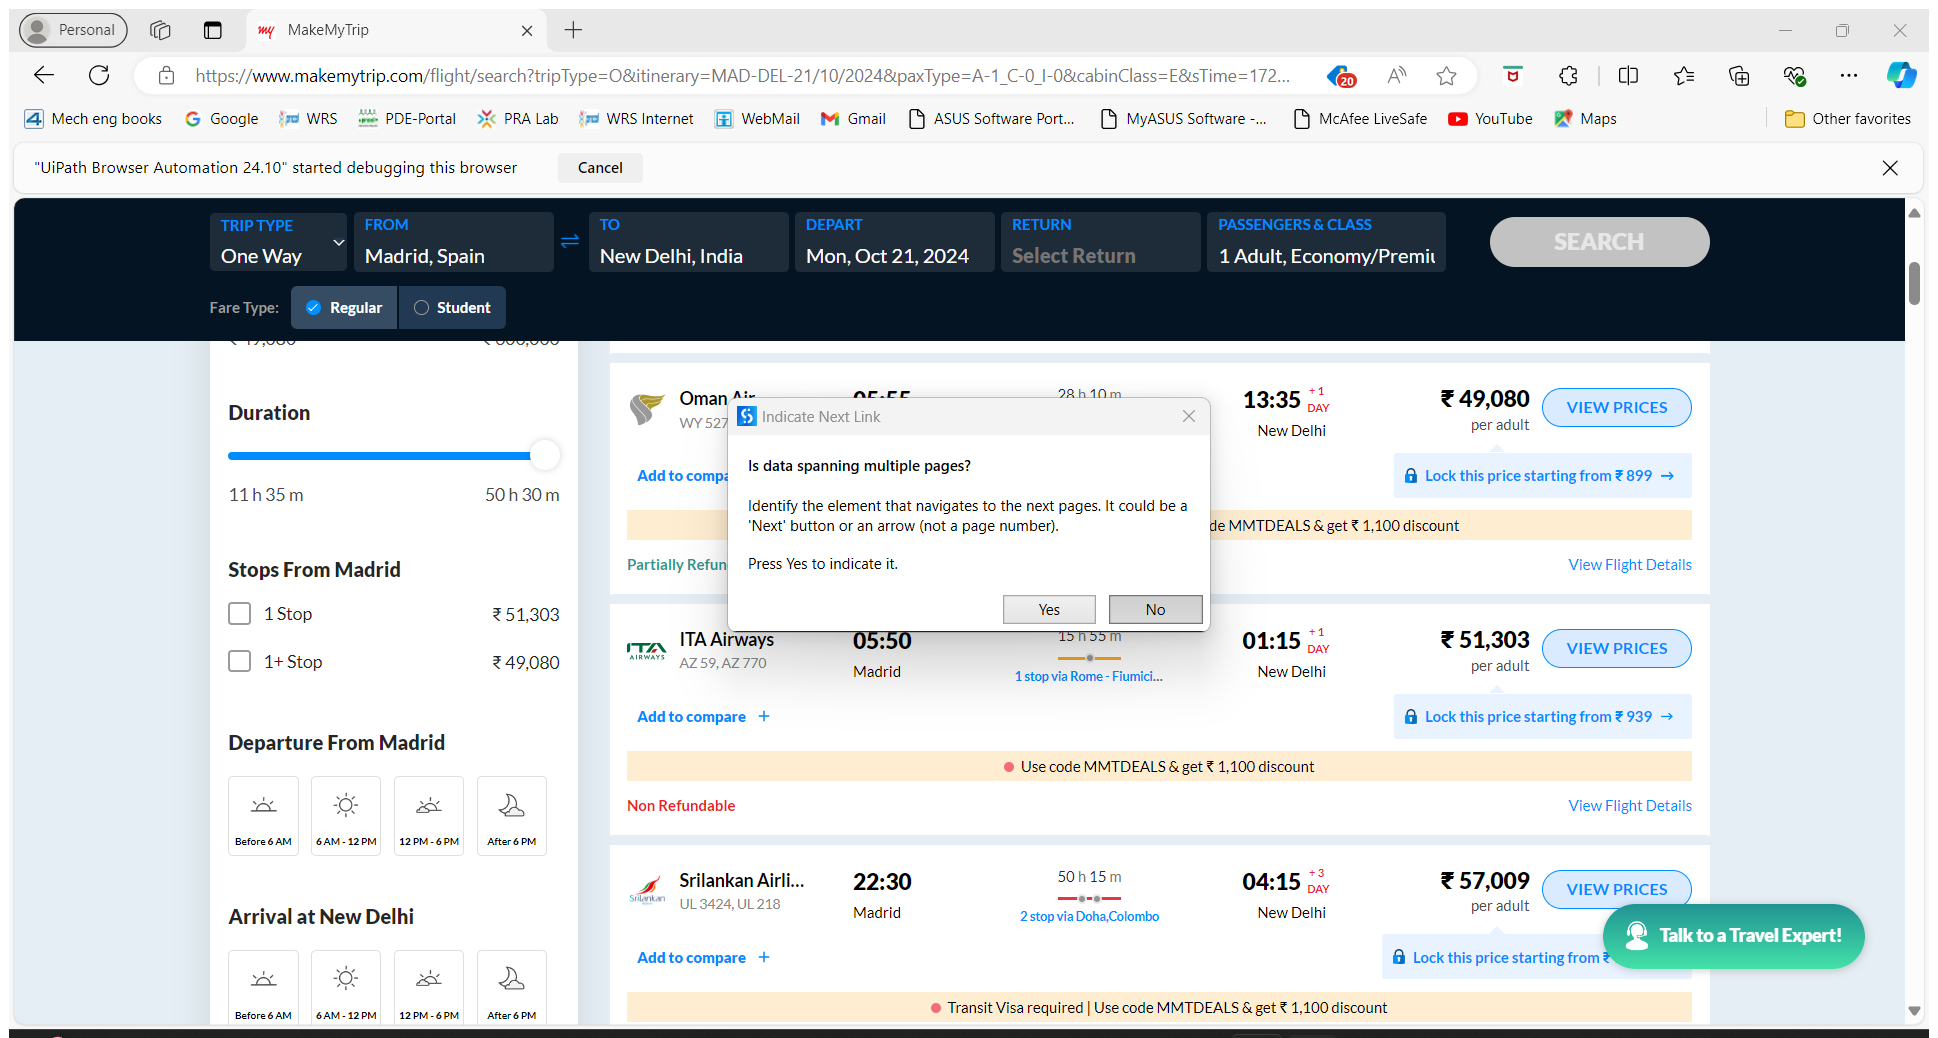 Personal
my MakeMyTrip
https://www.makemytrip.com/flight/search?tripType=O&itinerary=MAD-DEL-21/10/2024&paxType=A-1_C-0_I-0&cabinClass=E&sTime=172...
20
Mech eng books Google WRS PDE-Portal PRA Lab WRS Internet WebMail Gmail ASUS Software Port... MyASUS Software -... McAfee LiveSafe YouTube Maps Other favorites
"UiPath Browser Automation 24.10" started debugging this browser Cancel
TRIP TYPE FROM TO DEPART RETURN PASSENGERS & CLASS
One Way Madrid, Spain New Delhi, India Mon, Oct 21, 2024 Select Return 1 Adult, Economy/Premiu
SEARCH
Fare Type: Regular Student
Duration
11 h 35 m 50 h 30 m
Stops From Madrid
1 Stop ₹ 51,303
1+ Stop ₹ 49,080
Departure From Madrid
Before 6 AM 6 AM - 12 PM 12 PM - 6 PM After 6 PM
Arrival at New Delhi
Before 6 AM 6 AM - 12 PM 12 PM - 6 PM After 6 PM
Oman Air 05:55 28 h 10 m 13:35 +1 DAY ₹ 49,080 VIEW PRICES
WY 527
New Delhi per adult
Add to compa
Lock this price starting from ₹ 899 →
de MMTDEALS & get ₹ 1,100 discount
Partially Refun
View Flight Details
Indicate Next Link
Is data spanning multiple pages?
Identify the element that navigates to the next pages. It could be a
'Next' button or an arrow (not a page number).
Press Yes to indicate it.
Yes No
ITA AIRWAYS
ITA Airways 05:50 15 h 55 m 01:15 +1 DAY ₹ 51,303 VIEW PRICES
AZ 59, AZ 770 Madrid 1 stop via Rome - Fiumici... New Delhi per adult
Add to compare +
Lock this price starting from ₹ 939 →
Use code MMTDEALS & get ₹ 1,100 discount
Non Refundable
View Flight Details
Srilankan
Srilankan Airli... 22:30 50 h 15 m 04:15 +3 DAY ₹ 57,009 VIEW PRICES
UL 3424, UL 218 Madrid 2 stop via Doha,Colombo New Delhi per adult
Add to compare +
Lock this price starting from ₹
Talk to a Travel Expert!
Transit Visa required | Use code MMTDEALS & get ₹ 1,100 discount